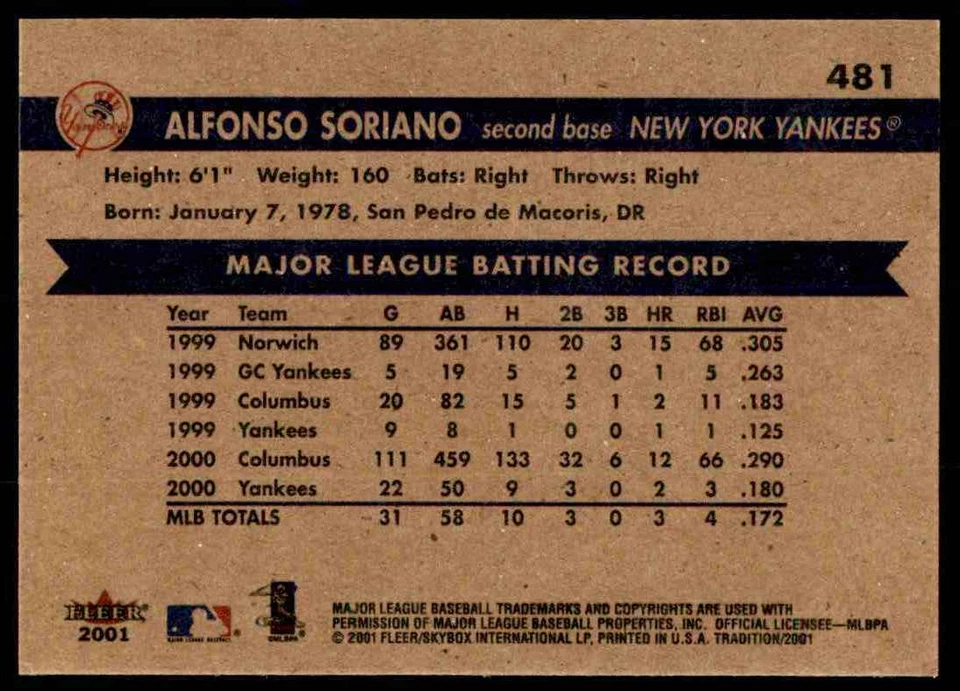 481
ALFONSO SORIANO second base NEW YORK YANKEES®
Height: 6'1" Weight: 160 Bats: Right Throws: Right
Born: January 7, 1978, San Pedro de Macoris, DR
MAJOR LEAGUE BATTING RECORD
Year Team G AB H 2B 3B HR RBI AVG
1999 Norwich 89 361 110 20 3 15 68 .305
1999 GC Yankees 5 19 5 2 0 1 5 .263
1999 Columbus 20 82 15 5 1 2 11 .183
1999 Yankees 9 8 1 0 0 1 1 .125
2000 Columbus 111 459 133 32 6 12 66 .290
2000 Yankees 22 50 9 3 0 2 3 .180
MLB TOTALS 31 58 10 3 0 3 4 .172
FLEER
2001
MAJOR LEAGUE BASEBALL
©MLBPA
MAJOR LEAGUE BASEBALL TRADEMARKS AND COPYRIGHTS ARE USED WITH
PERMISSION OF MAJOR LEAGUE BASEBALL PROPERTIES, INC. OFFICIAL LICENSEE—MLBPA
© 2001 FLEER/SKYBOX INTERNATIONAL LP, PRINTED IN U.S.A. TRADITION/2001